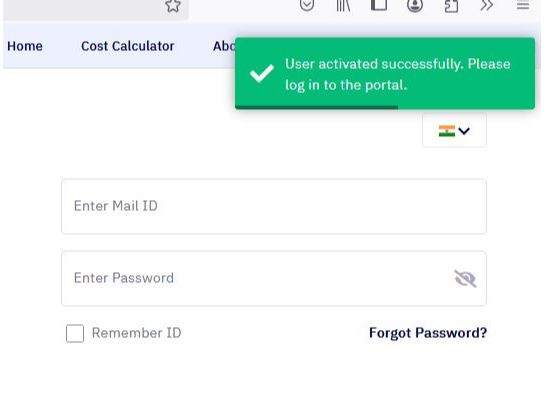 Home Cost Calculator
User activated successfully. Please
log in to the portal.
Enter Mail ID
Enter Password
Remember ID Forgot Password?